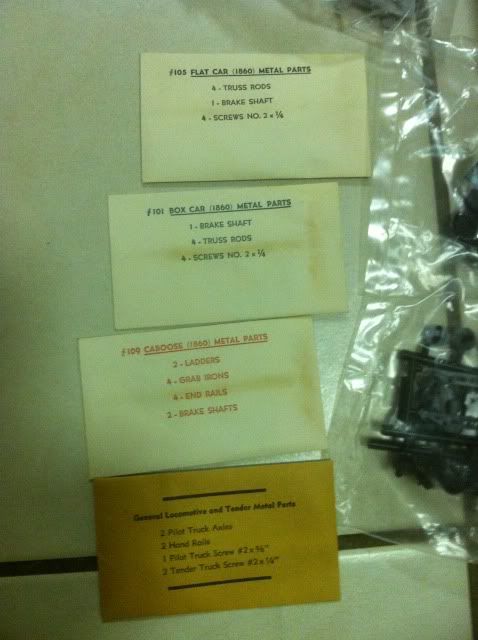 #105 FLAT CAR (1860) METAL PARTS
4 - TRUSS RODS
1 - BRAKE SHAFT
4 - SCREWS NO. 2 x ¼
#101 BOX CAR (1860) METAL PARTS
1 - BRAKE SHAFT
4 - TRUSS RODS
4 - SCREWS NO. 2 x ¼
#109 CABOOSE (1860) METAL PARTS
2 - LADDERS
4 - GRAB IRONS
4 - END RAILS
2 - BRAKE SHAFTS
General Locomotive and Tender Metal Parts
2 Pilot Truck Axles
2 Hand Rails
1 Pilot Truck Screw #2 x
2 Tender Truck Screw #2 x ¼"